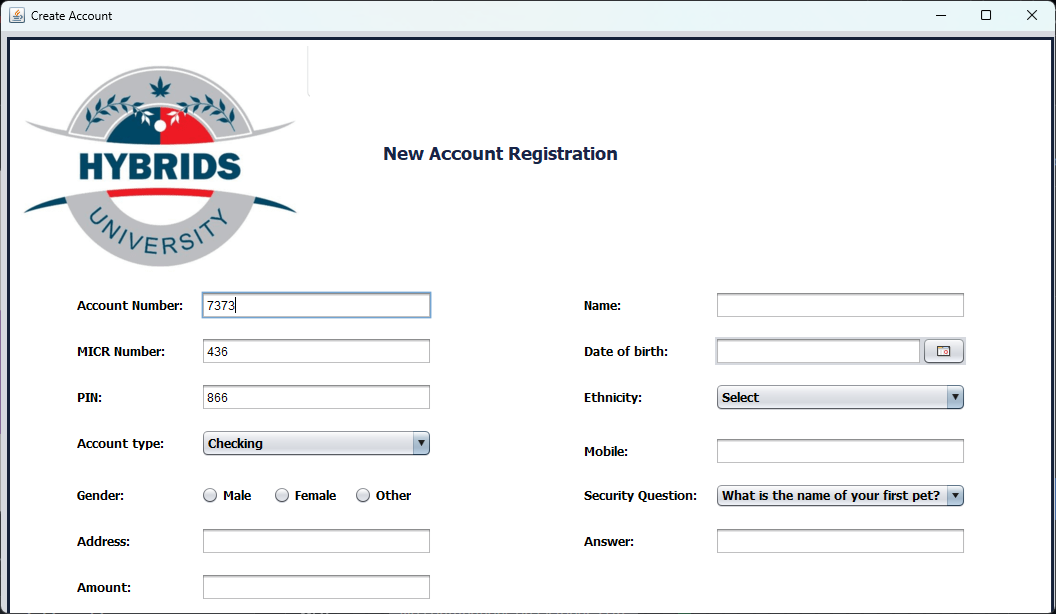 Create Account
HYBRIDS
UNIVERSITY
New Account Registration
Account Number: 7373
Name:
MICR Number: 436
Date of birth:
PIN: 866
Ethnicity: Select
Account type: Checking
Mobile:
Gender: Male Female Other
Security Question: What is the name of your first pet?
Address:
Answer:
Amount: